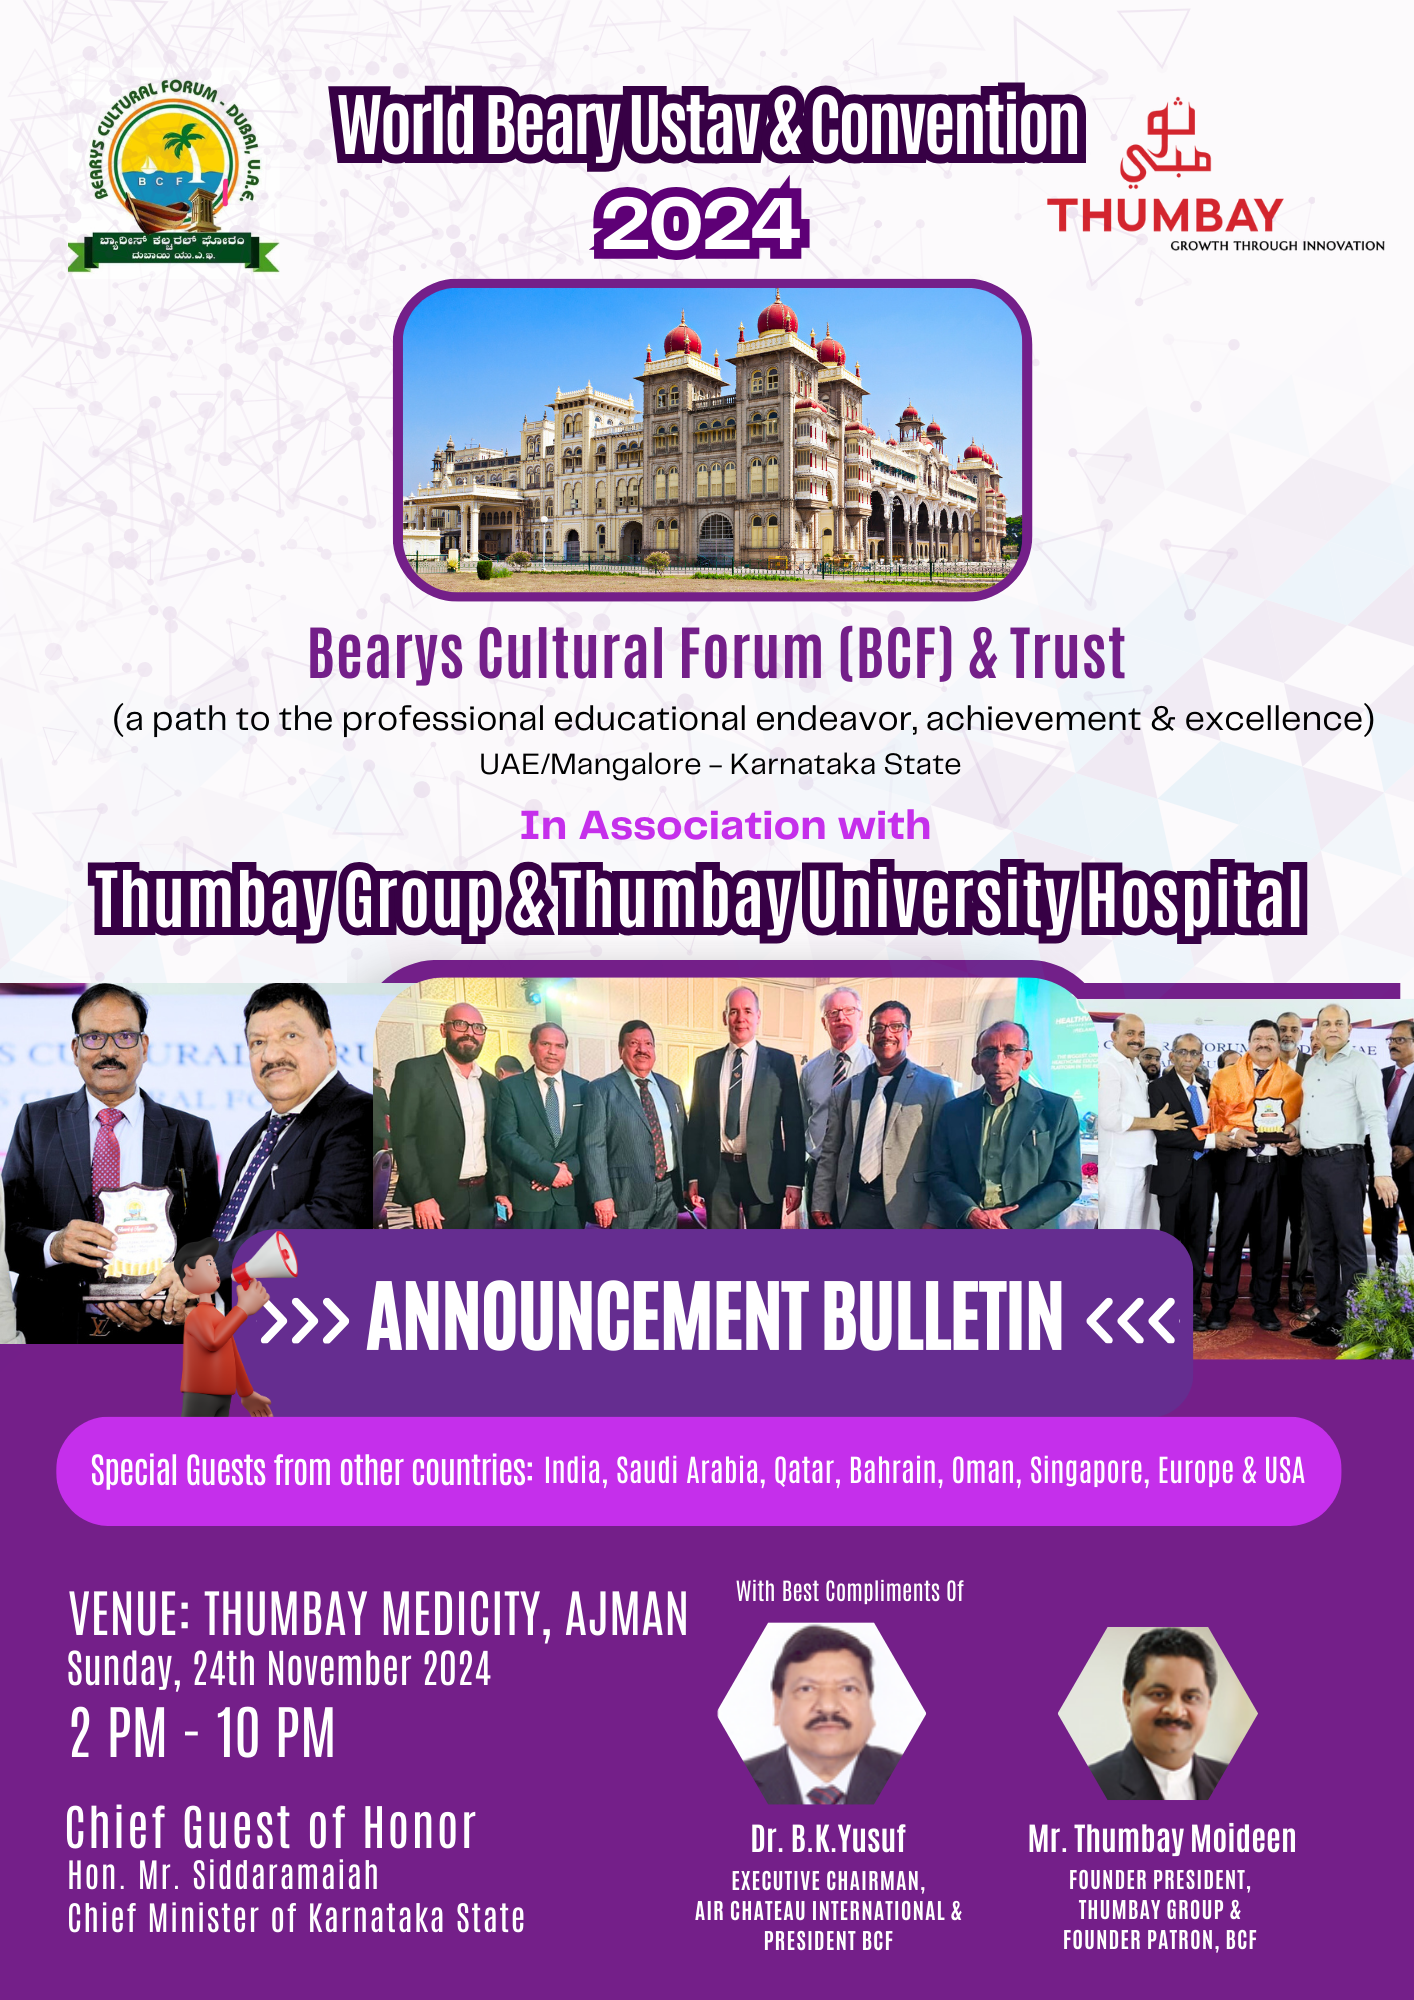 BEARYS CULTURAL FORUM - DUBAI, U.A.E.
B C F
ಬ್ಯಾರೀಸ್ ಕಲ್ಚರಲ್ ಫೋರಂ
ದುಬಾಯಿ ಯು.ಎ.ಇ.
World Beary Ustav & Convention
2024
ثومبي
THUMBAY
GROWTH THROUGH INNOVATION
Bearys Cultural Forum (BCF) & Trust
(a path to the professional educational endeavor, achievement & excellence)
UAE/Mangalore – Karnataka State
In Association with
Thumbay Group & Thumbay University Hospital
>>> ANNOUNCEMENT BULLETIN <<<
Special Guests from other countries: India, Saudi Arabia, Qatar, Bahrain, Oman, Singapore, Europe & USA
VENUE: THUMBAY MEDICITY, AJMAN
Sunday, 24th November 2024
2 PM - 10 PM
Chief Guest of Honor
Hon. Mr. Siddaramaiah
Chief Minister of Karnataka State
With Best Compliments Of
Dr. B.K.Yusuf
EXECUTIVE CHAIRMAN,
AIR CHATEAU INTERNATIONAL &
PRESIDENT BCF
Mr. Thumbay Moideen
FOUNDER PRESIDENT,
THUMBAY GROUP &
FOUNDER PATRON, BCF